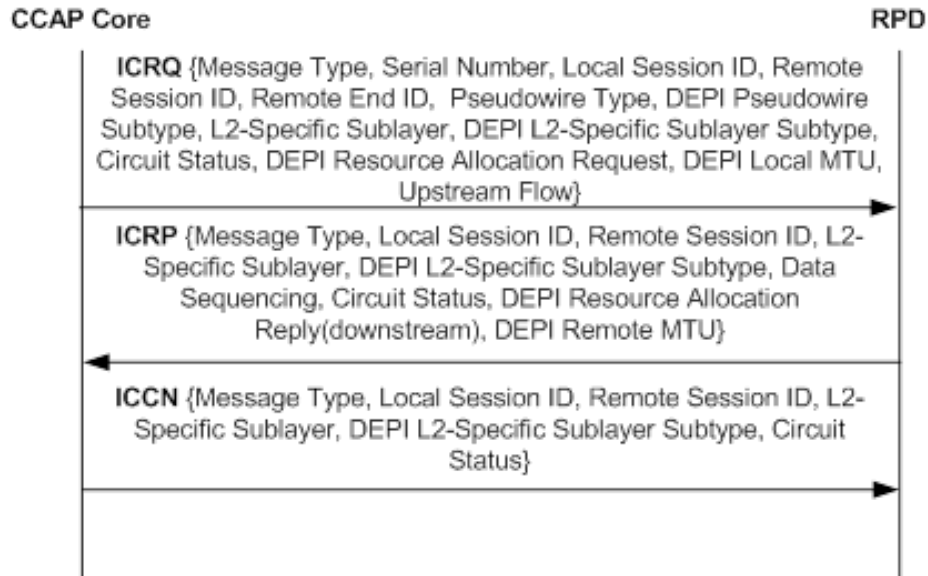 CCAP Core
RPD
ICRQ {Message Type, Serial Number, Local Session ID, Remote
Session ID, Remote End ID, Pseudowire Type, DEPI Pseudowire
Subtype, L2-Specific Sublayer, DEPI L2-Specific Sublayer Subtype,
Circuit Status, DEPI Resource Allocation Request, DEPI Local MTU,
Upstream Flow}
ICRP {Message Type, Local Session ID, Remote Session ID, L2-
Specific Sublayer, DEPI L2-Specific Sublayer Subtype, Data
Sequencing, Circuit Status, DEPI Resource Allocation
Reply(downstream), DEPI Remote MTU}
ICCN {Message Type, Local Session ID, Remote Session ID, L2-
Specific Sublayer, DEPI L2-Specific Sublayer Subtype, Circuit
Status}